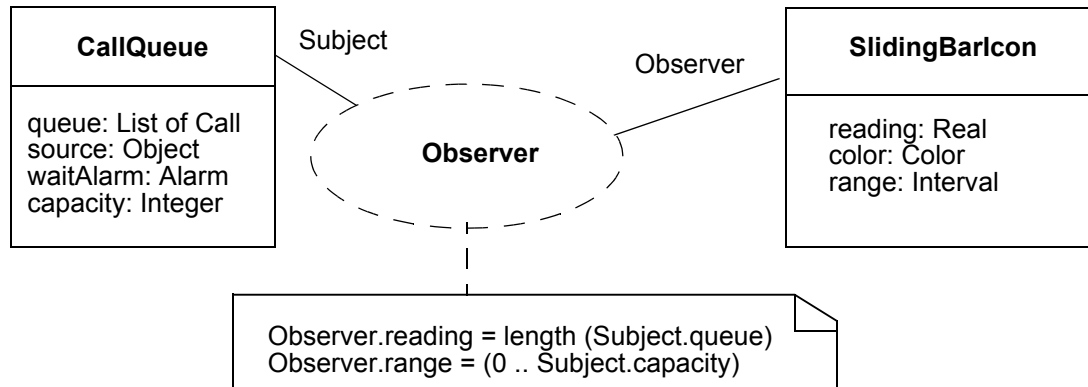 CallQueue
queue: List of Call
source: Object
waitAlarm: Alarm
capacity: Integer
Subject
Observer
Observer
SlidingBarIcon
reading: Real
color: Color
range: Interval
Observer.reading = length (Subject.queue)
Observer.range = (0 .. Subject.capacity)